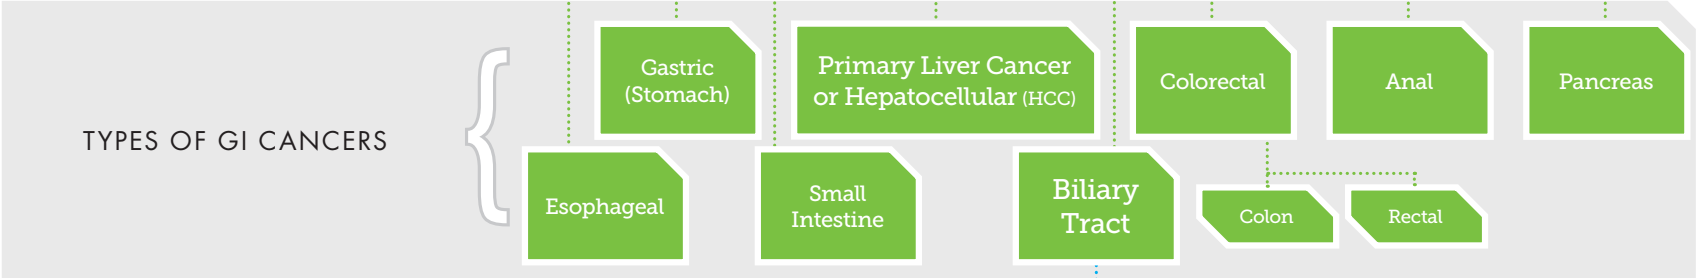 TYPES OF GI CANCERS
Gastric
(Stomach)
Primary Liver Cancer
or Hepatocellular (HCC)
Colorectal
Anal
Pancreas
Esophageal
Small
Intestine
Biliary
Tract
Colon
Rectal